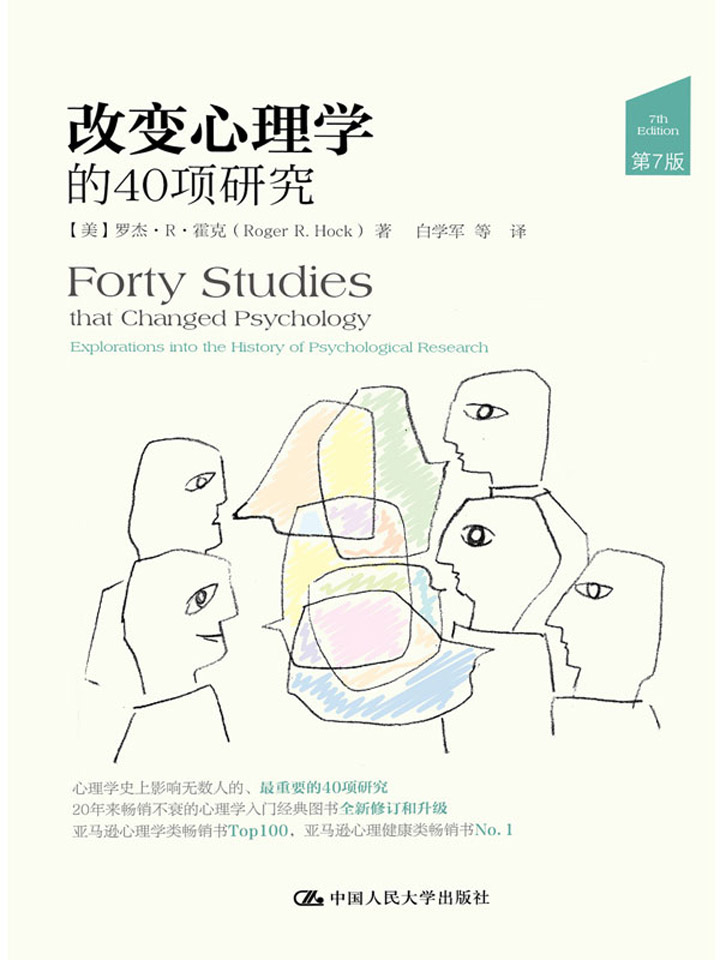 改变心理学
的40项研究
7th
Edition
第7版
【美】罗杰·R·霍克（Roger R. Hock）著 白学军 等 译
Forty Studies
that Changed Psychology
Explorations into the History of Psychological Research
心理学史上影响无数人的、最重要的40项研究
20年来畅销不衰的心理学入门经典图书全新修订和升级
亚马逊心理学类畅销书Top100，亚马逊心理健康类畅销书No.1
中国人民大学出版社